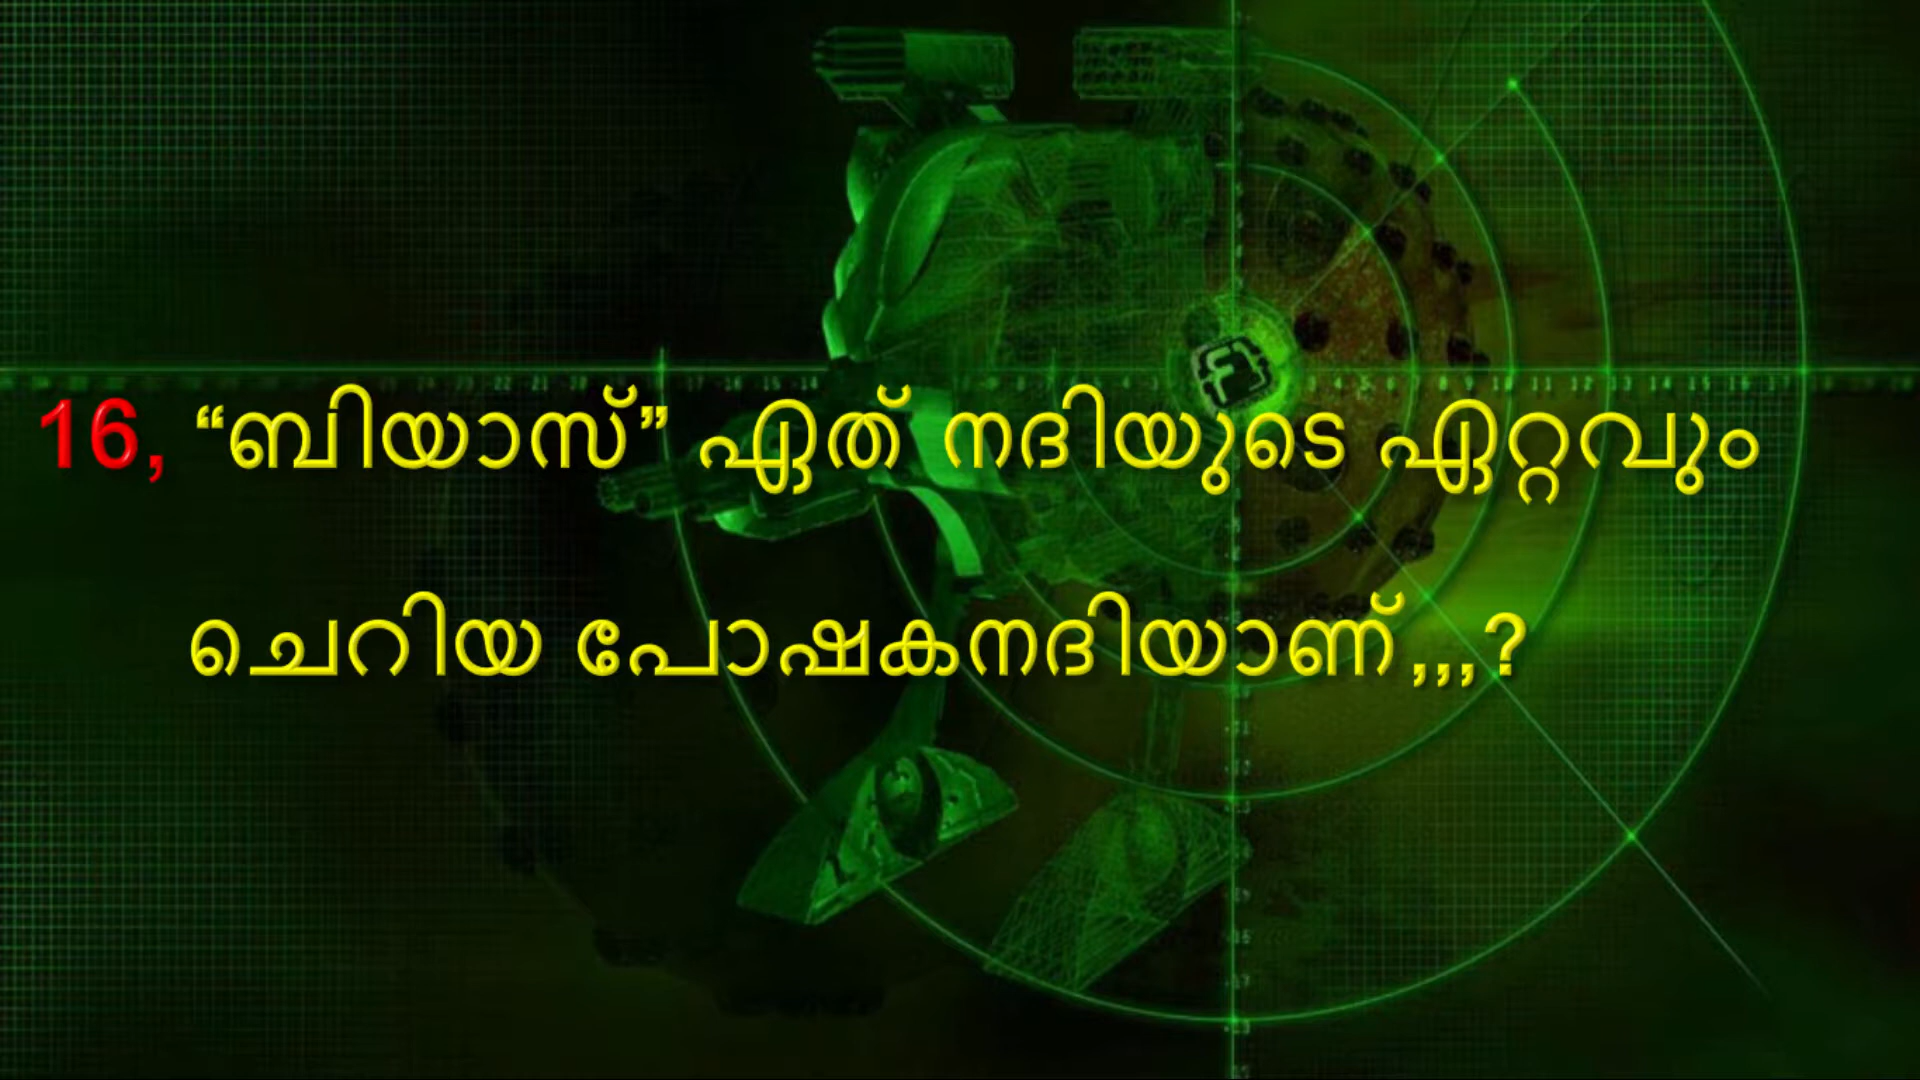 16, “ബിയാസ്” ഏത് നദിയുടെ ഏറ്റവും
ചെറിയ പോഷകനദിയാണ്,,,?